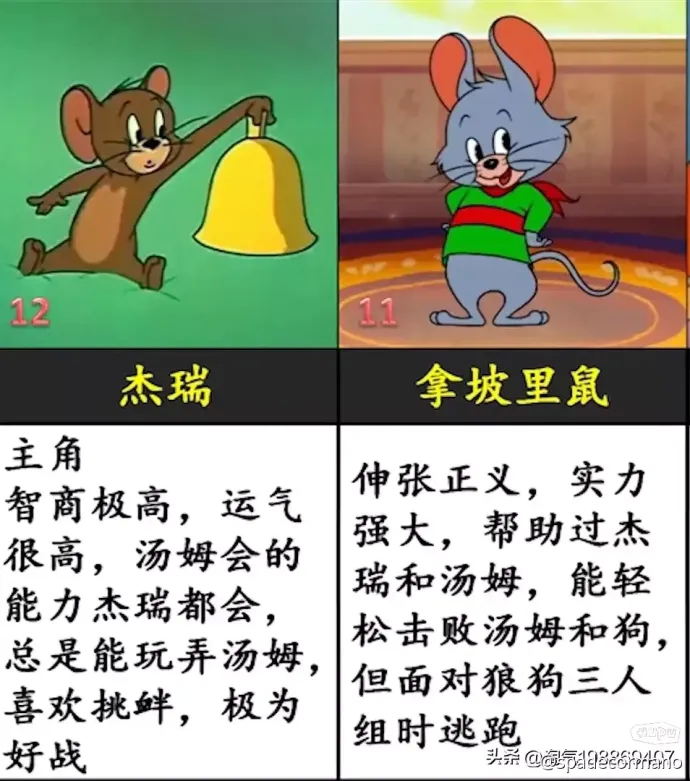 12
11
杰瑞
拿坡里鼠
主角
智商极高，运气
很高，汤姆会的
能力杰瑞都会，
总是能玩弄汤姆，
喜欢挑衅，极为
好战
伸张正义，实力
强大，帮助过杰
瑞和汤姆，能轻
松击败汤姆和狗，
但面对狼狗三人
组时逃跑
头条 @淘气108869407
@spadecormano